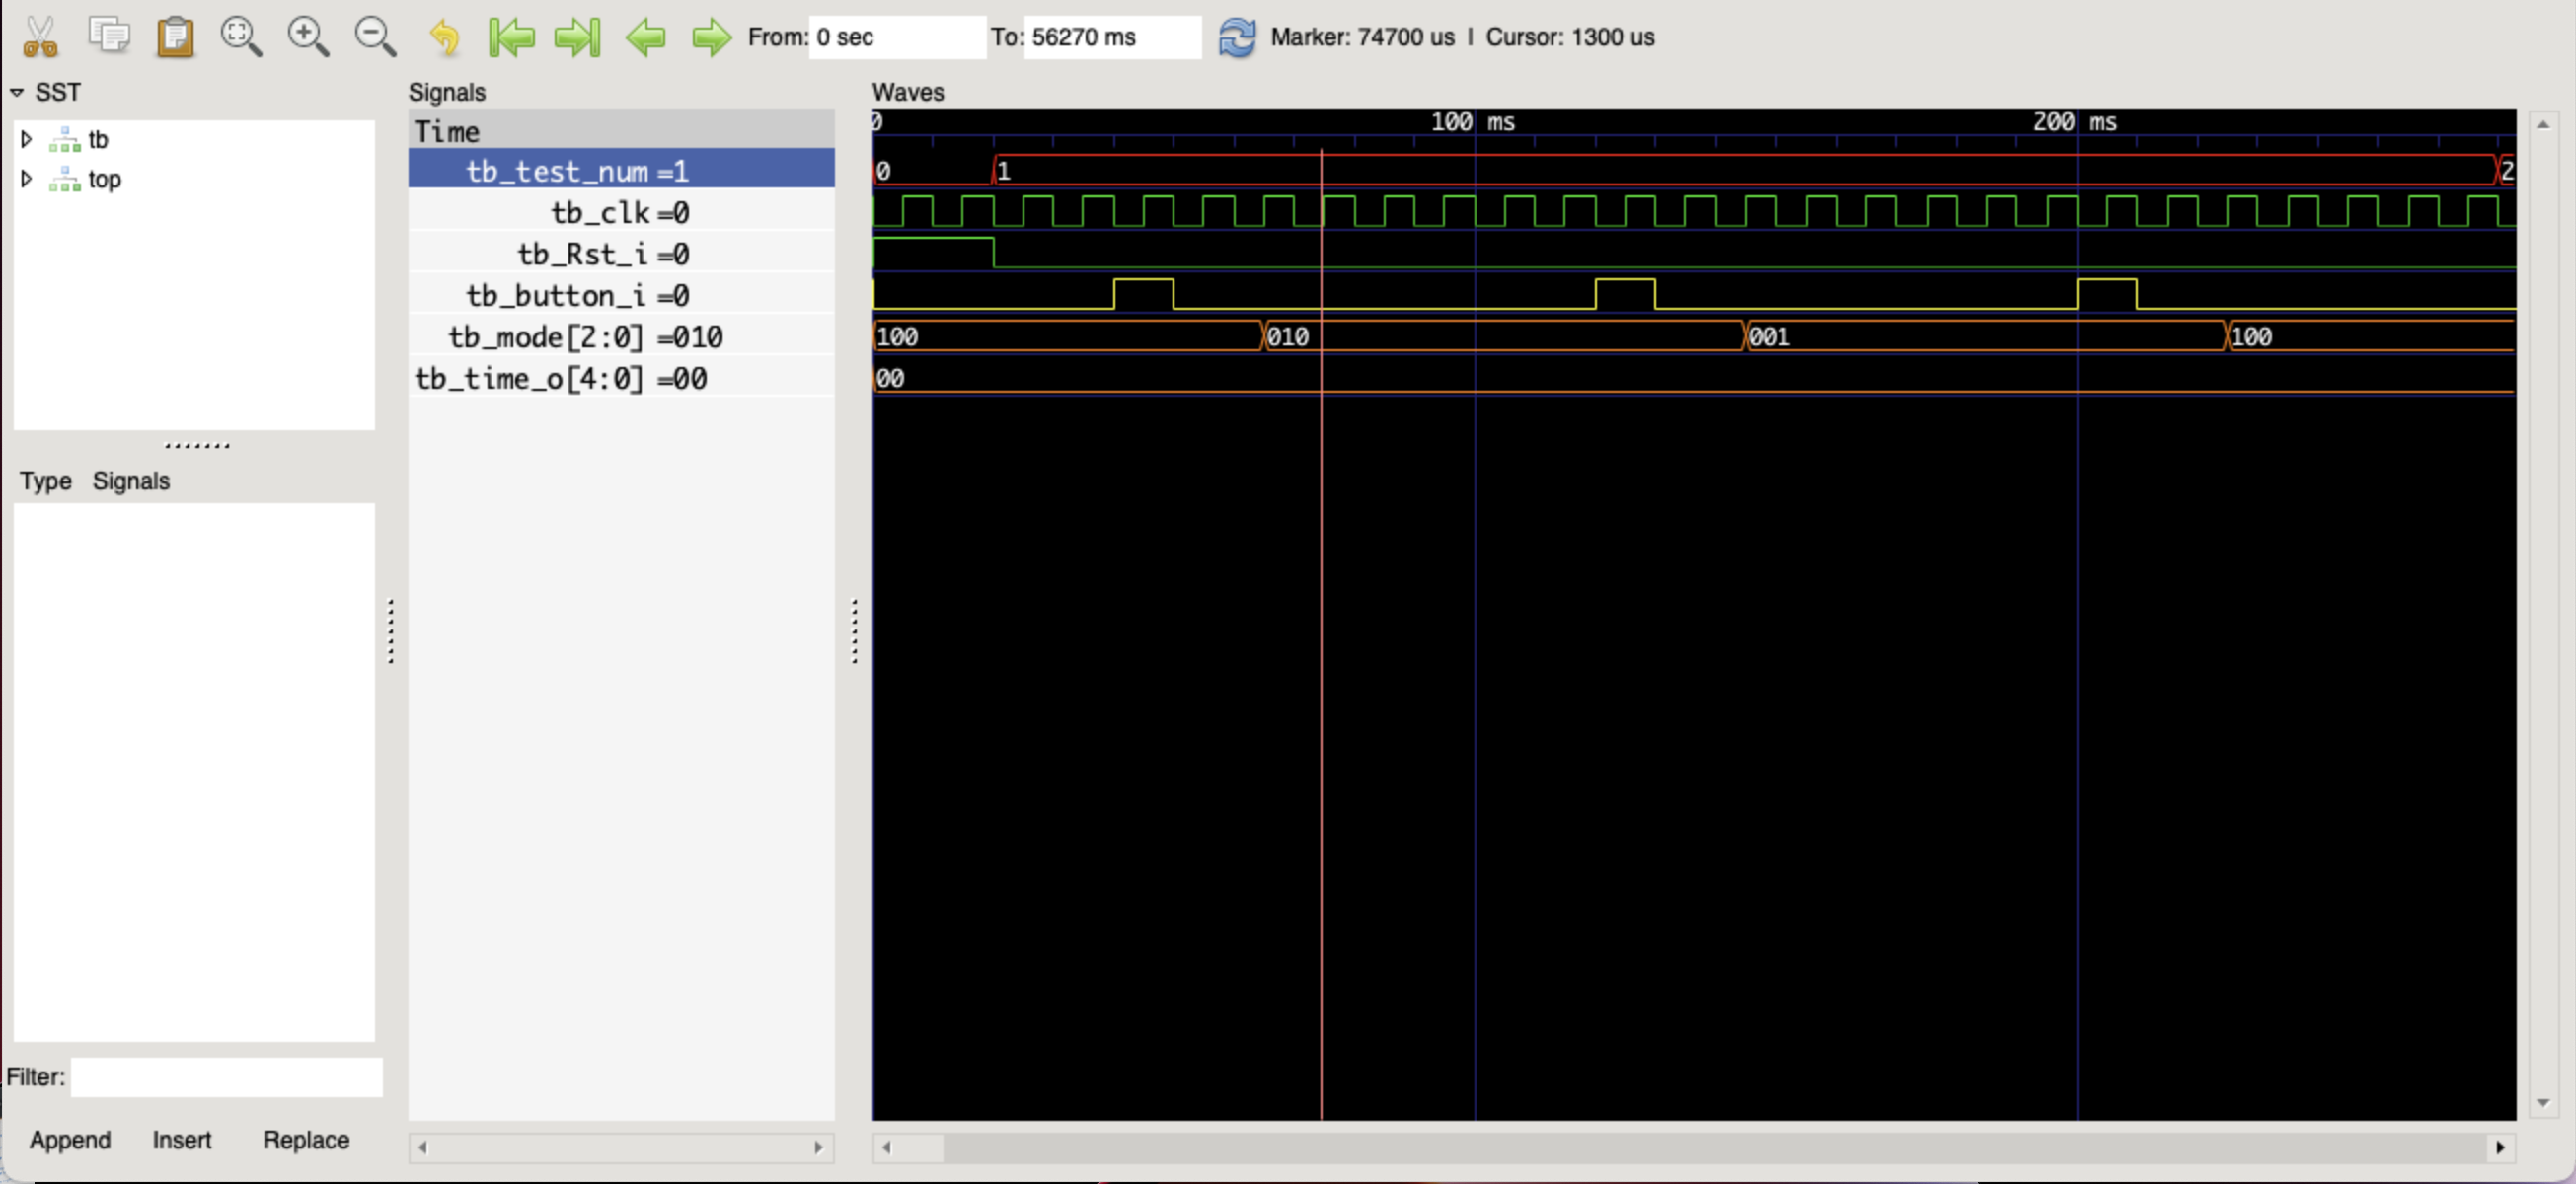 From: 0 sec To: 56270 ms Marker: 74700 us | Cursor: 1300 us
SST
tb
top
Type Signals
Filter:
Append Insert Replace
Signals
Time
tb_test_num =1
tb_clk =0
tb_Rst_i =0
tb_button_i =0
tb_mode[2:0] =010
tb_time_o[4:0] =00
Waves
0 100 ms 200 ms
0 1 2
100 010 001 100
00